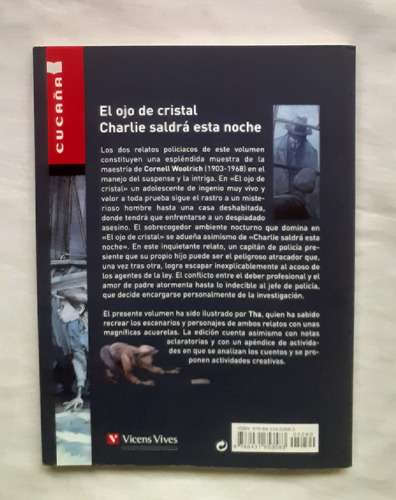 CUCAÑA
El ojo de cristal
Charlie saldrá esta noche
Los dos relatos policiacos de este volumen
constituyen una espléndida muestra de la
maestría de Cornell Woolrich (1903-1968) en el
manejo del suspense y la intriga. En «El ojo de
cristal» un adolescente de ingenio muy vivo y
valor a toda prueba sigue el rastro a un miste-
rioso hombre hasta una casa deshabitada,
donde tendrá que enfrentarse a un despiadado
asesino. El sobrecogedor ambiente nocturno que domina en
«El ojo de cristal» se adueña asimismo de «Charlie saldrá esta
noche». En este inquietante relato, un capitán de policía pre-
siente que su propio hijo puede ser el peligroso atracador que,
una vez tras otra, logra escapar inexplicablemente al acoso de
los agentes de la ley. El conflicto entre el deber profesional y el
amor de padre atormenta hasta lo indecible al jefe de policía,
que decide encargarse personalmente de la investigación.
El presente volumen ha sido ilustrado por Tha, quien ha sabido
recrear los escenarios y personajes de ambos relatos con unas
magníficas acuarelas. La edición cuenta asimismo con notas
aclaratorias y con un apéndice de activida-
des en que se analizan los cuentos y se pro-
ponen actividades creativas.
Vicens Vives